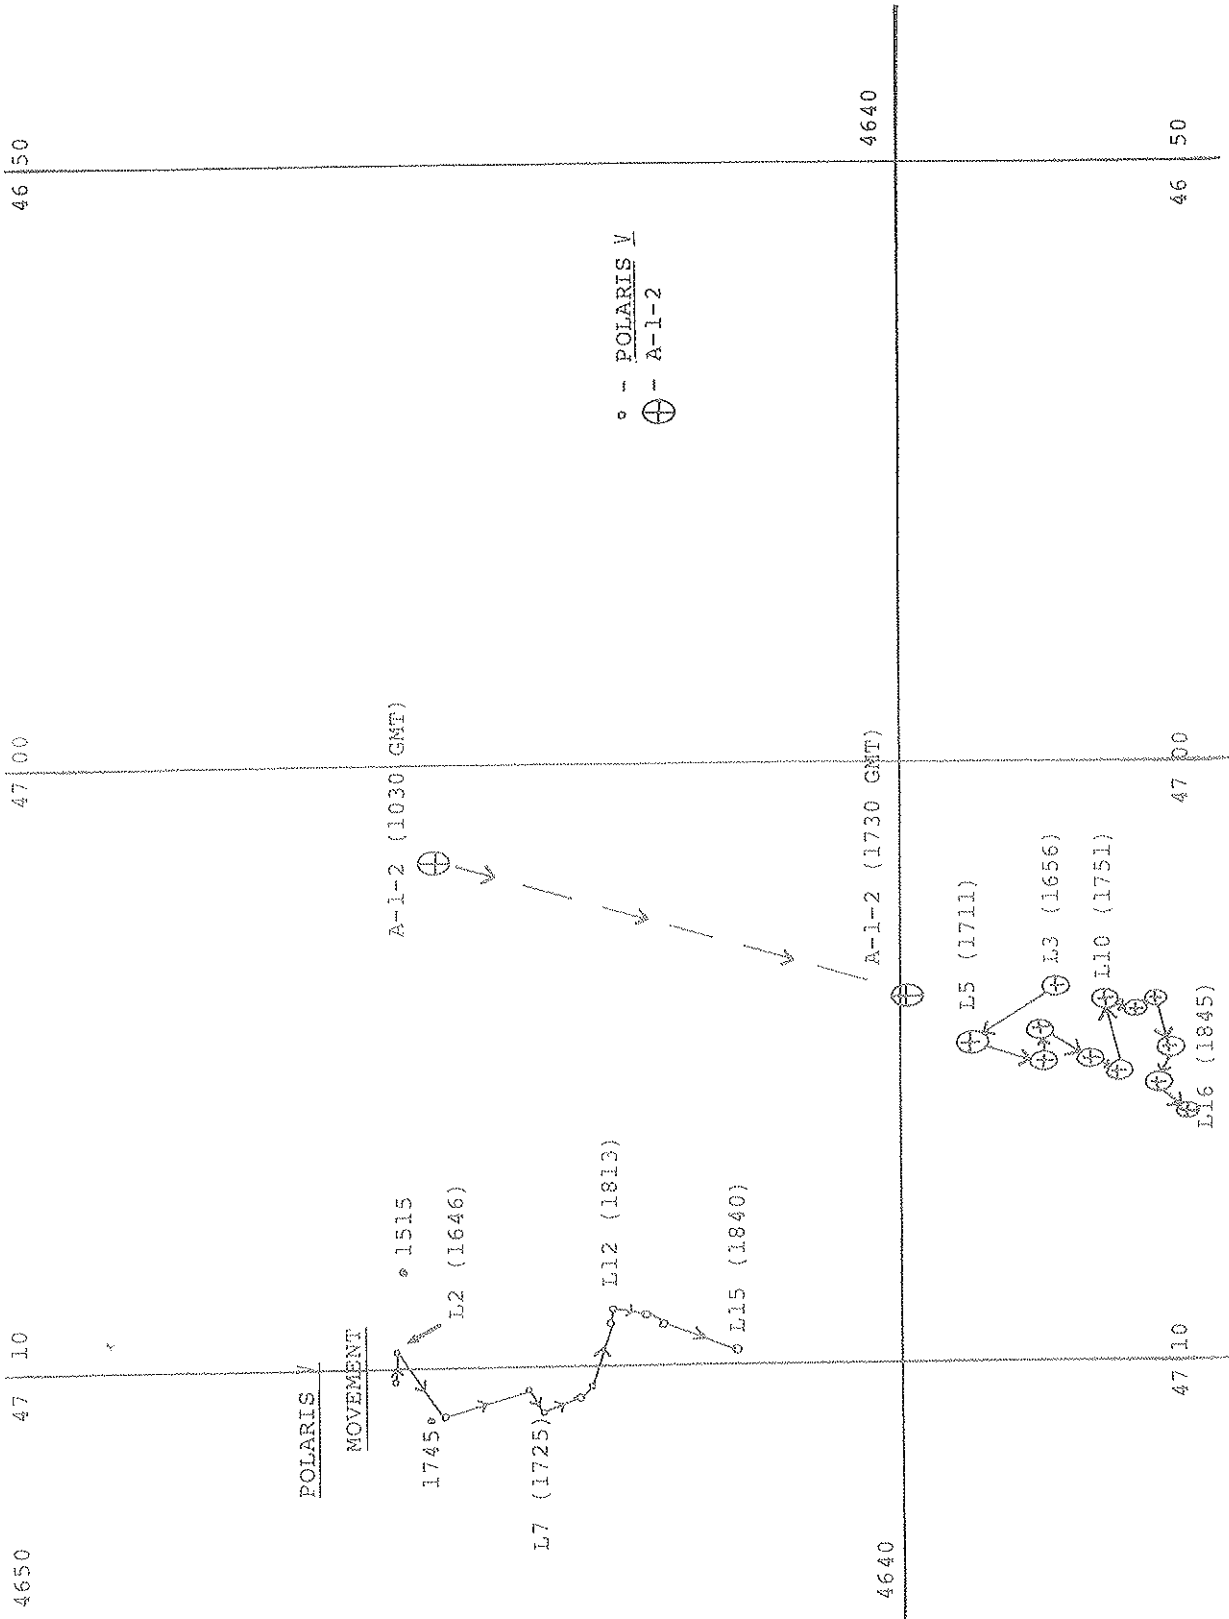 4650
47 10
47 00
46 50
POLARIS V
MOVEMENT
1515
L2 (1646)
1745
L7 (1725)
L12 (1813)
L15 (1840)
A-1-2 (1030 GMT)
° - POLARIS V
⊕ - A-1-2
A-1-2 (1730 GMT)
4640
4640
L5 (1711)
L3 (1656)
L10 (1751)
L16 (1845)
47 10
47 00
46 50